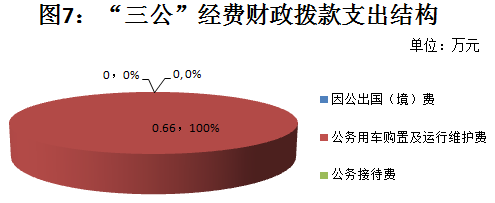 图7：“三公”经费财政拨款支出结构
单位：万元
0，0%
0,0%
0.66，100%
因公出国（境）费
公务用车购置及运行维护费
公务接待费